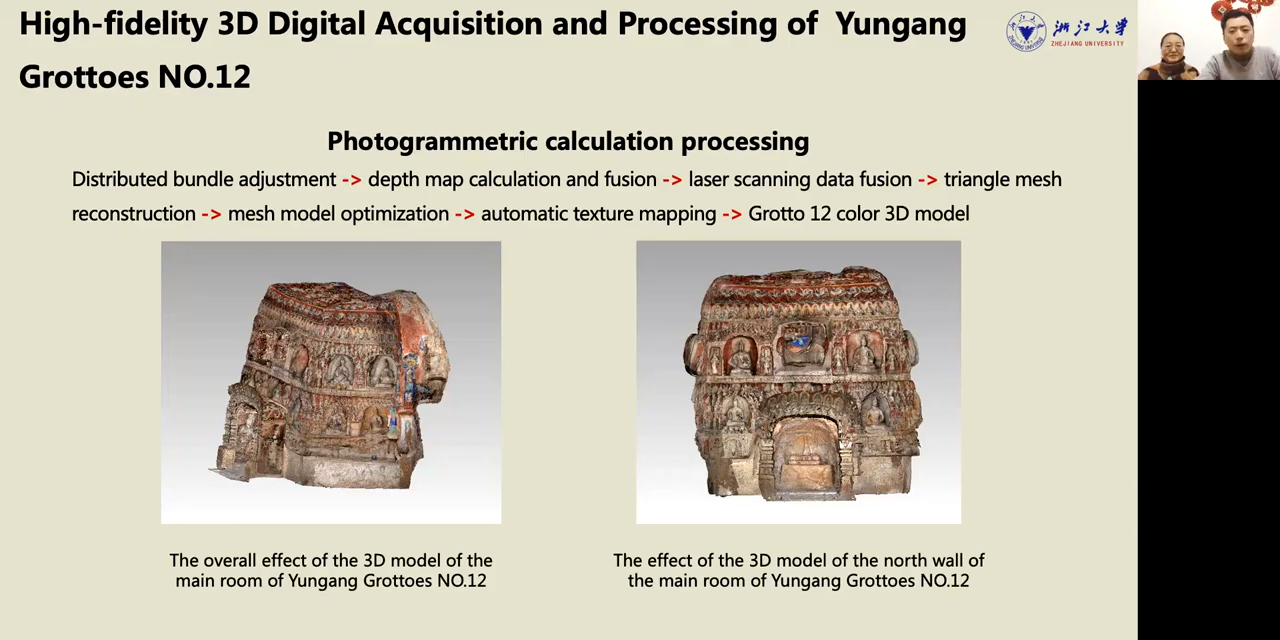 High-fidelity 3D Digital Acquisition and Processing of Yungang
Grottoes NO.12
浙江大学
ZHEJIANG UNIVERSITY
Photogrammetric calculation processing
Distributed bundle adjustment -> depth map calculation and fusion -> laser scanning data fusion -> triangle mesh
reconstruction -> mesh model optimization -> automatic texture mapping -> Grotto 12 color 3D model
The overall effect of the 3D model of the
main room of Yungang Grottoes NO.12
The effect of the 3D model of the north wall of
the main room of Yungang Grottoes NO.12